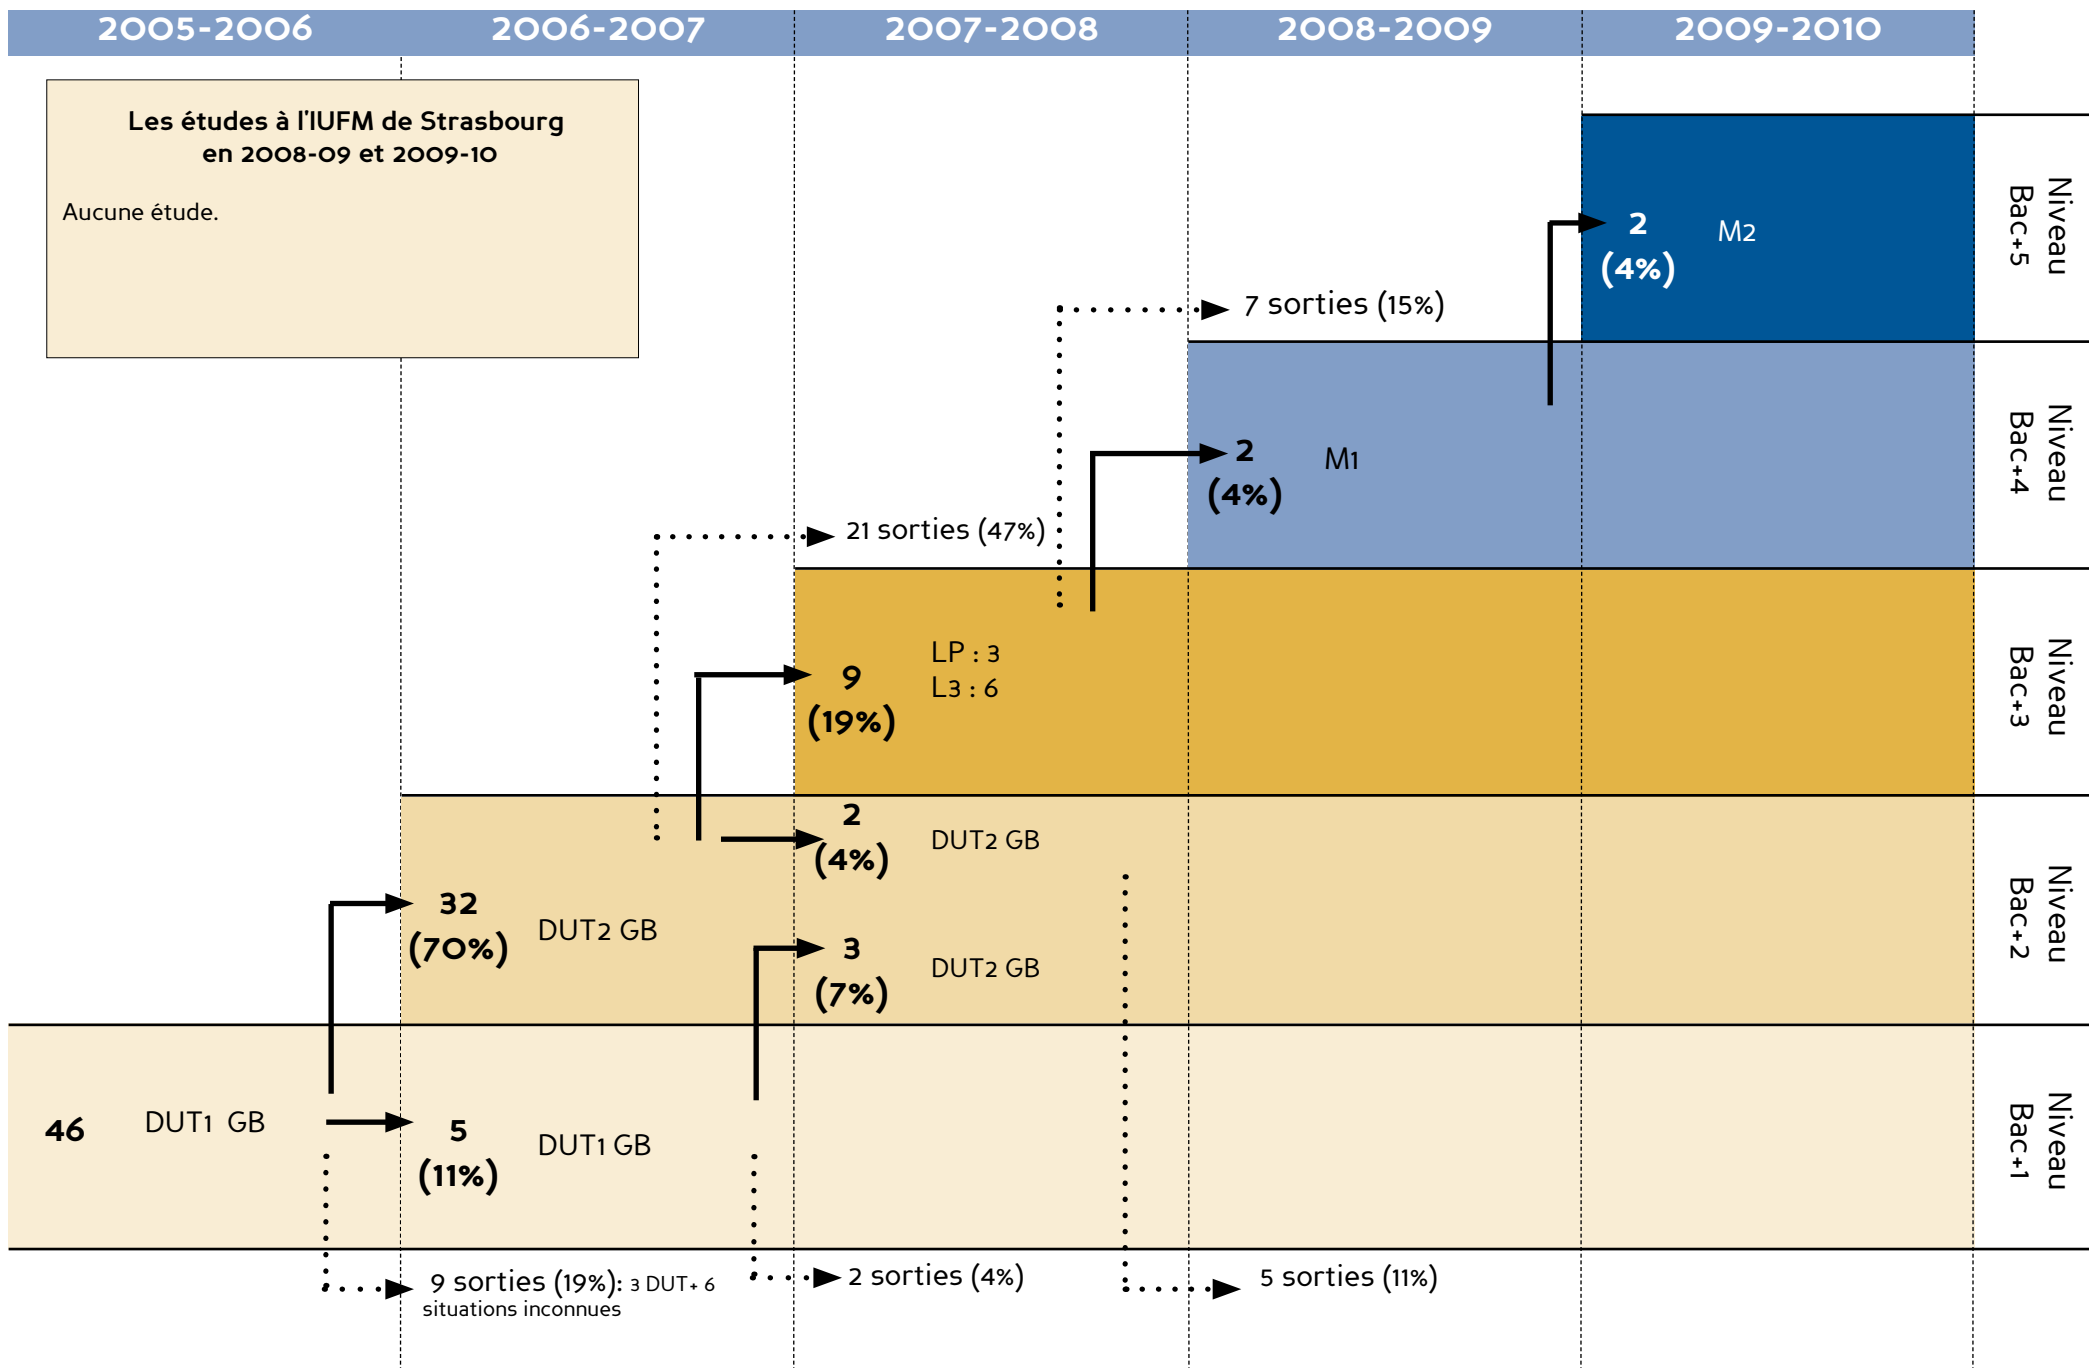 2005-2006 2006-2007 2007-2008 2008-2009 2009-2010
Les études à l'IUFM de Strasbourg
en 2008-09 et 2009-10
Aucune étude.
2
(4%)
M2
Niveau
Bac+5
7 sorties (15%)
2
(4%)
M1
Niveau
Bac+4
21 sorties (47%)
9
(19%)
LP : 3
L3 : 6
Niveau
Bac+3
2
(4%)
DUT2 GB
32
(70%)
DUT2 GB
3
(7%)
DUT2 GB
Niveau
Bac+2
46
DUT1 GB
5
(11%)
DUT1 GB
Niveau
Bac+1
9 sorties (19%): 3 DUT+ 6
situations inconnues
2 sorties (4%)
5 sorties (11%)